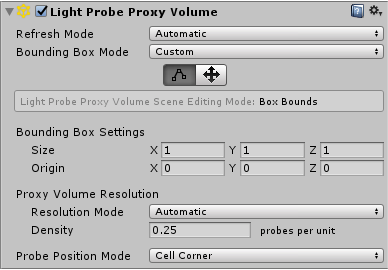 Light Probe Proxy Volume
Refresh Mode Automatic
Bounding Box Mode Custom
Light Probe Proxy Volume Scene Editing Mode: Box Bounds
Bounding Box Settings
Size X 1 Y 1 Z 1
Origin X 0 Y 0 Z 0
Proxy Volume Resolution
Resolution Mode Automatic
Density 0.25 probes per unit
Probe Position Mode Cell Corner